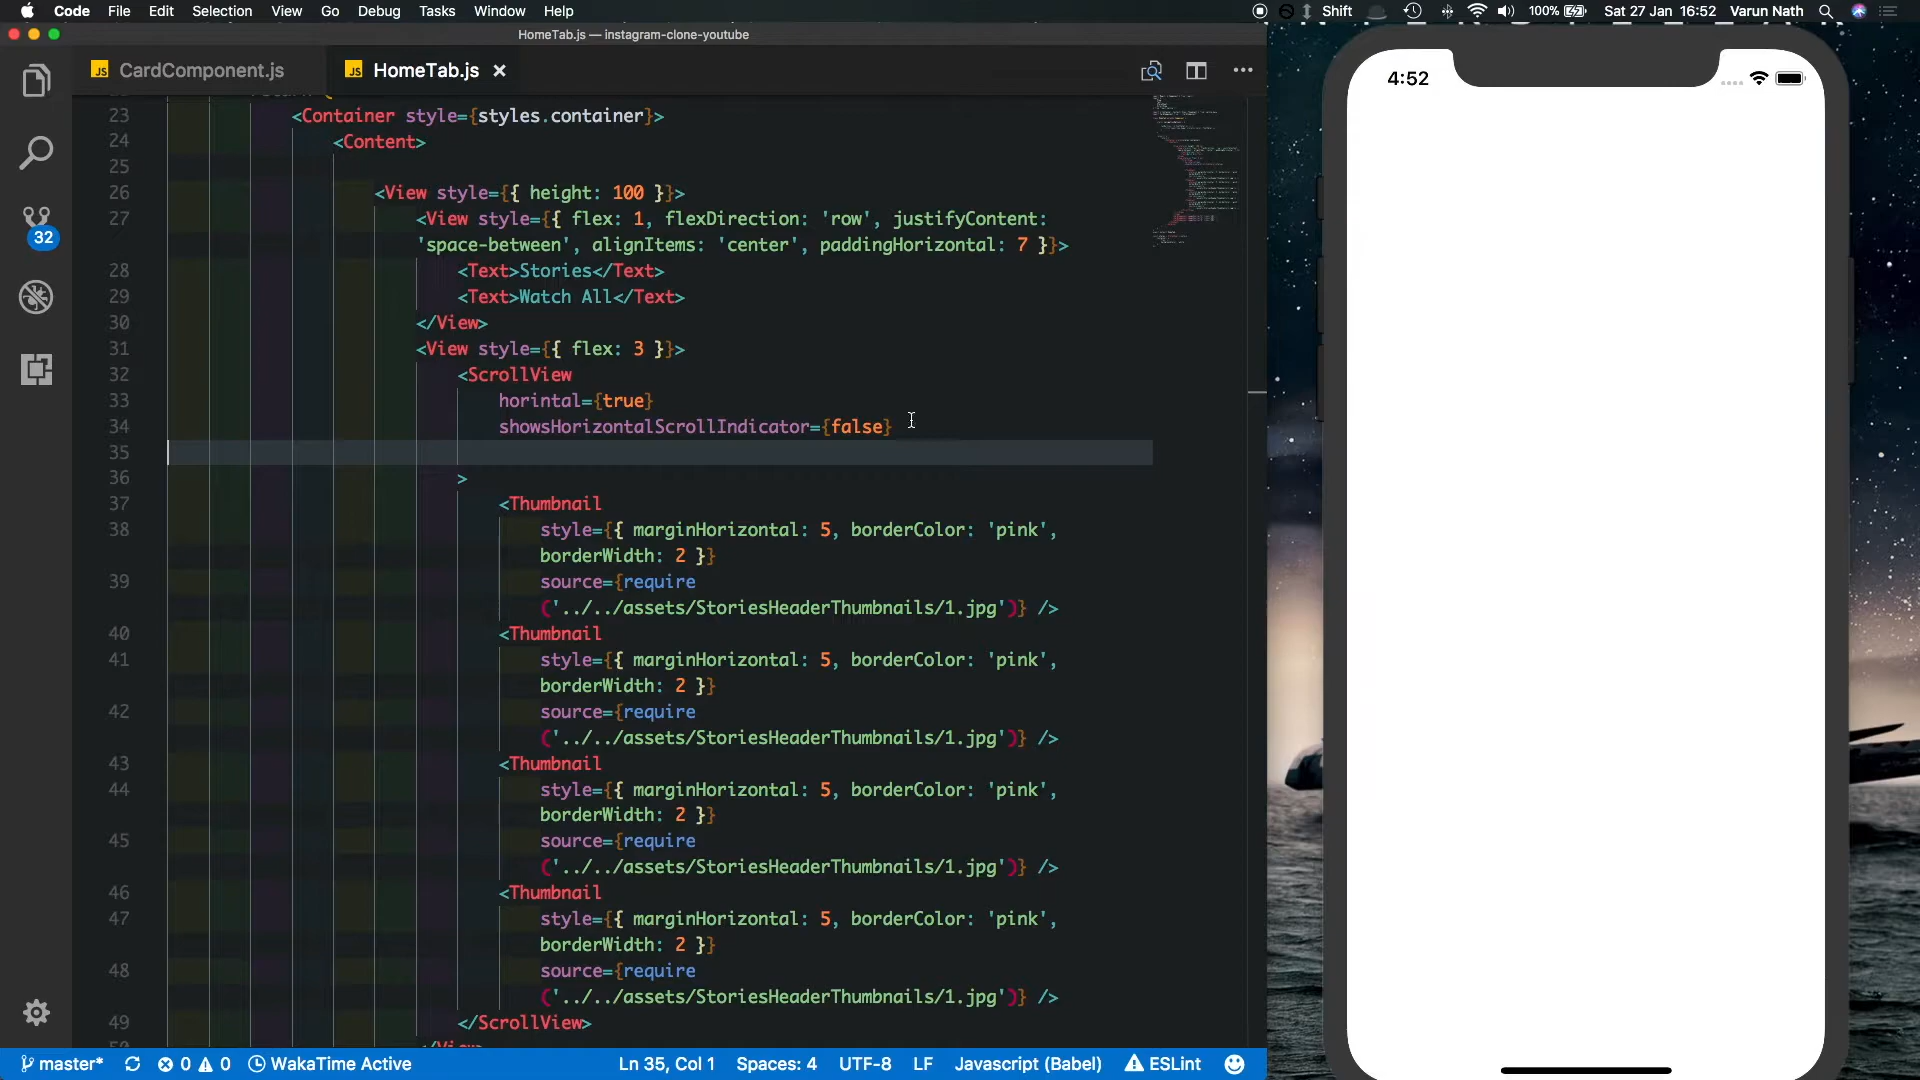 Code File Edit Selection View Go Debug Tasks Window Help Shift 100% Sat 27 Jan 16:52 Varun Nath
HomeTab.js — instagram-clone-youtube
JS CardComponent.js JS HomeTab.js
4:52
23 <Container style={styles.container}>
24 <Content>
25
26 <View style={{ height: 100 }}>
27 <View style={{ flex: 1, flexDirection: 'row', justifyContent:
'space-between', alignItems: 'center', paddingHorizontal: 7 }}>
28 <Text>Stories</Text>
29 <Text>Watch All</Text>
30 </View>
31 <View style={{ flex: 3 }}>
32 <ScrollView
33 horintal={true}
34 showsHorizontalScrollIndicator={false}
35
36 >
37 <Thumbnail
38 style={{ marginHorizontal: 5, borderColor: 'pink',
borderWidth: 2 }}
39 source={require
('../../assets/StoriesHeaderThumbnails/1.jpg')} />
40 <Thumbnail
41 style={{ marginHorizontal: 5, borderColor: 'pink',
borderWidth: 2 }}
42 source={require
('../../assets/StoriesHeaderThumbnails/1.jpg')} />
43 <Thumbnail
44 style={{ marginHorizontal: 5, borderColor: 'pink',
borderWidth: 2 }}
45 source={require
('../../assets/StoriesHeaderThumbnails/1.jpg')} />
46 <Thumbnail
47 style={{ marginHorizontal: 5, borderColor: 'pink',
borderWidth: 2 }}
48 source={require
('../../assets/StoriesHeaderThumbnails/1.jpg')} />
49 </ScrollView>
32
master* 0 0 WakaTime Active Ln 35, Col 1 Spaces: 4 UTF-8 LF Javascript (Babel) ESLint